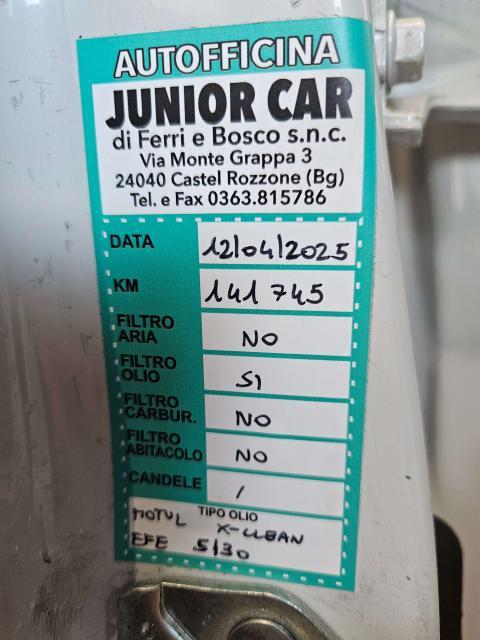 AUTOFFICINA
JUNIOR CAR
di Ferri e Bosco s.n.c.
Via Monte Grappa 3
24040 Castel Rozzone (Bg)
Tel. e Fax 0363.815786
DATA 12/04/2025
KM 141 745
FILTRO ARIA NO
FILTRO OLIO SI
FILTRO CARBUR. NO
FILTRO ABITACOLO NO
CANDELE /
TIPO OLIO
MOTUL X-CLEAN
EFE 5/30